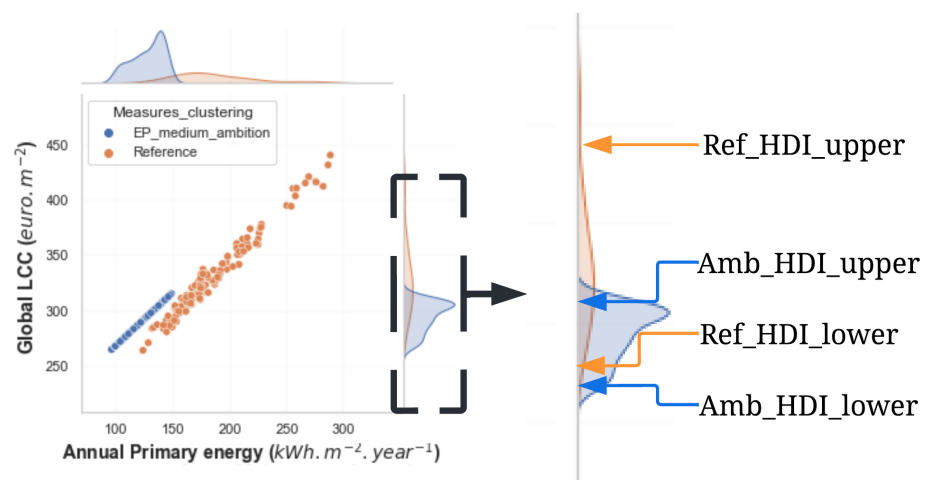 Measures_clustering
EP_medium_ambition
Reference
Global LCC (euro.m⁻²)
450
400
350
300
250
100
150
200
250
300
Annual Primary energy (kWh.m⁻².year⁻¹)
Ref_HDI_upper
Amb_HDI_upper
Ref_HDI_lower
Amb_HDI_lower